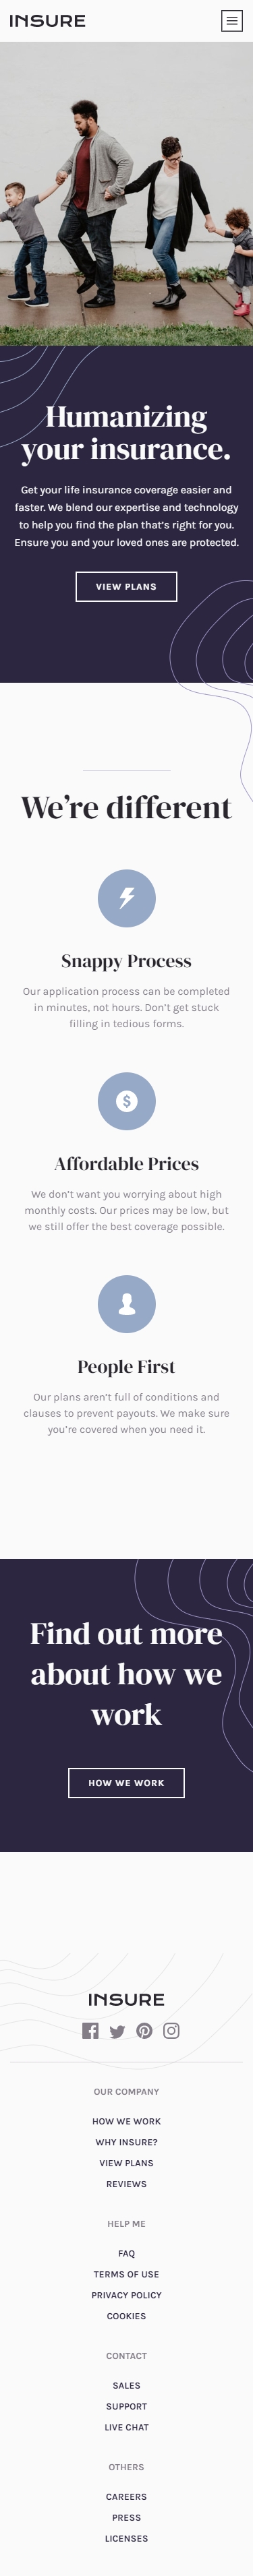 INSURE
Humanizing
your insurance.
Get your life insurance coverage easier and
faster. We blend our expertise and technology
to help you find the plan that’s right for you.
Ensure you and your loved ones are protected.
VIEW PLANS
We’re different
Snappy Process
Our application process can be completed
in minutes, not hours. Don’t get stuck
filling in tedious forms.
Affordable Prices
We don’t want you worrying about high
monthly costs. Our prices may be low, but
we still offer the best coverage possible.
People First
Our plans aren’t full of conditions and
clauses to prevent payouts. We make sure
you’re covered when you need it.
Find out more
about how we
work
HOW WE WORK
INSURE
OUR COMPANY
HOW WE WORK
WHY INSURE?
VIEW PLANS
REVIEWS
HELP ME
FAQ
TERMS OF USE
PRIVACY POLICY
COOKIES
CONTACT
SALES
SUPPORT
LIVE CHAT
OTHERS
CAREERS
PRESS
LICENSES